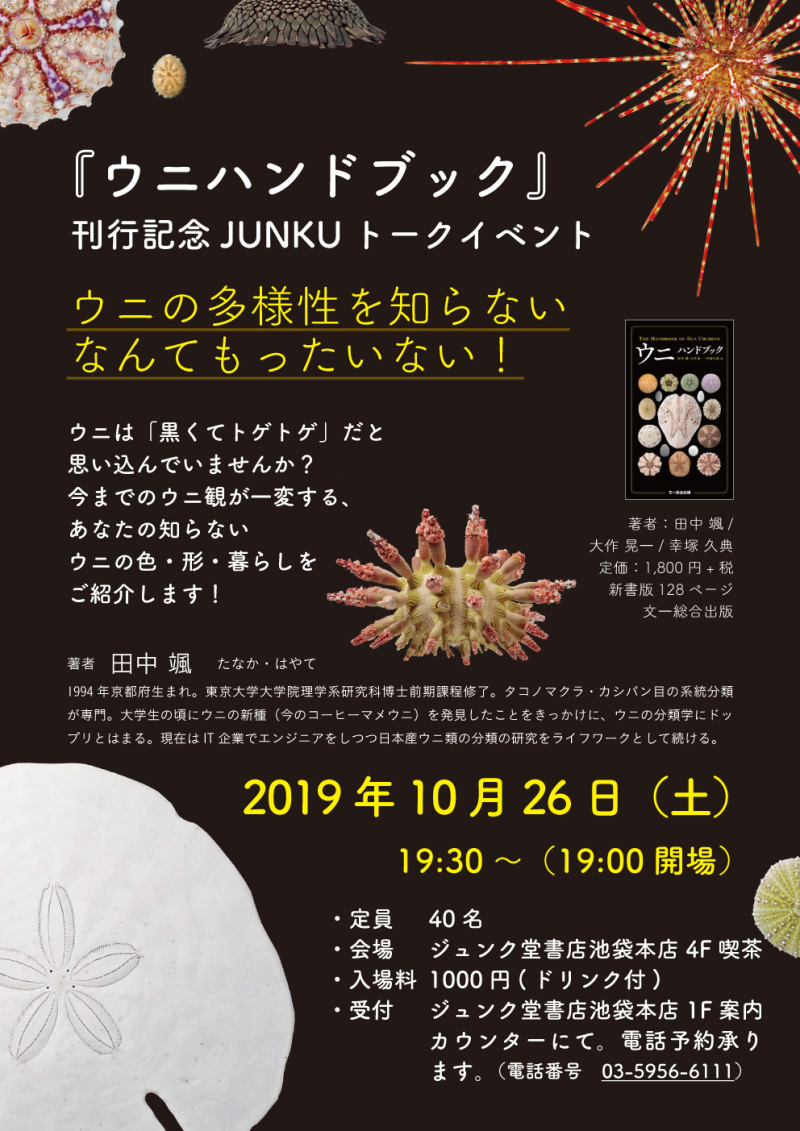 『ウニハンドブック』
刊行記念 JUNKU トークイベント
ウニの多様性を知らない
なんてもったいない！
ウニは「黒くてトゲトゲ」だと
思い込んでいませんか？
今までのウニ観が一変する、
あなたの知らない
ウニの色・形・暮らしを
ご紹介します！
THE HANDBOOK OF SEA URCHINS
ウニ ハンドブック
文一総合出版
著者：田中 颯 /
大作 晃一 / 幸塚 久典
定価：1,800 円 + 税
新書版 128 ページ
文一総合出版
著者 田中 颯 たなか・はやて
1994 年京都府生まれ。東京大学大学院理学系研究科博士前期課程修了。タコノマクラ・カシパン目の系統分類
が専門。大学生の頃にウニの新種（今のコーヒーマメウニ）を発見したことをきっかけに、ウニの分類学にドッ
プリとはまる。現在は IT 企業でエンジニアをしつつ日本産ウニ類の分類の研究をライフワークとして続ける。
2019 年 10 月 26 日（土）
19:30 ～（19:00 開場）
・定員 40 名
・会場 ジュンク堂書店池袋本店 4F 喫茶
・入場料 1000 円 ( ドリンク付 )
・受付 ジュンク堂書店池袋本店 1F 案内
カウンターにて。電話予約承り
ます。（電話番号 03-5956-6111）